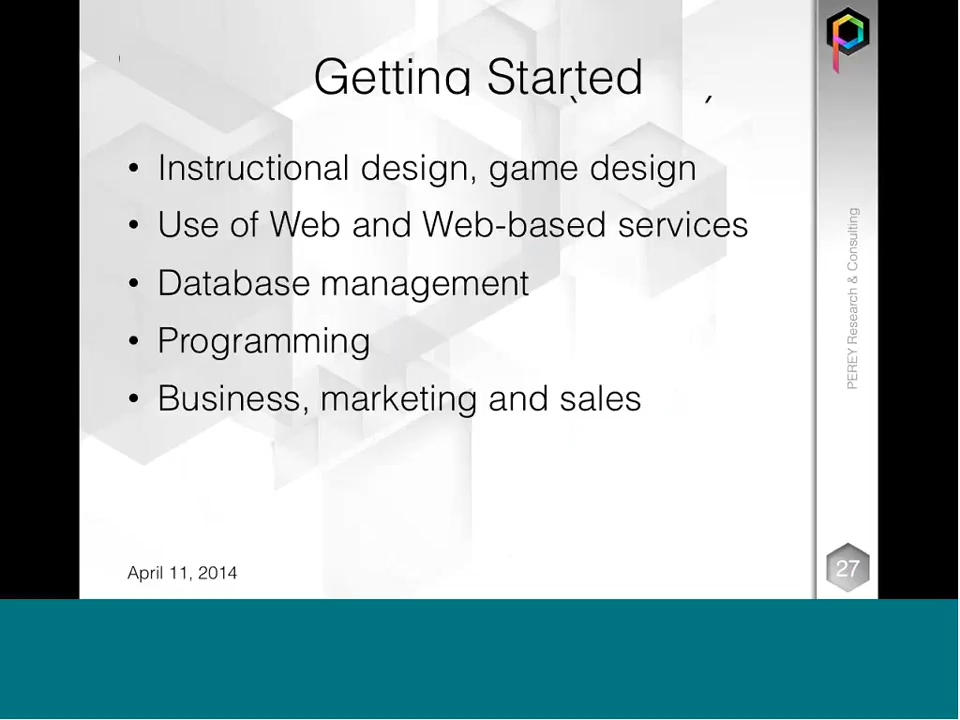 Getting Started
• Instructional design, game design
• Use of Web and Web-based services
• Database management
• Programming
• Business, marketing and sales
April 11, 2014
PEREY Research & Consulting
27